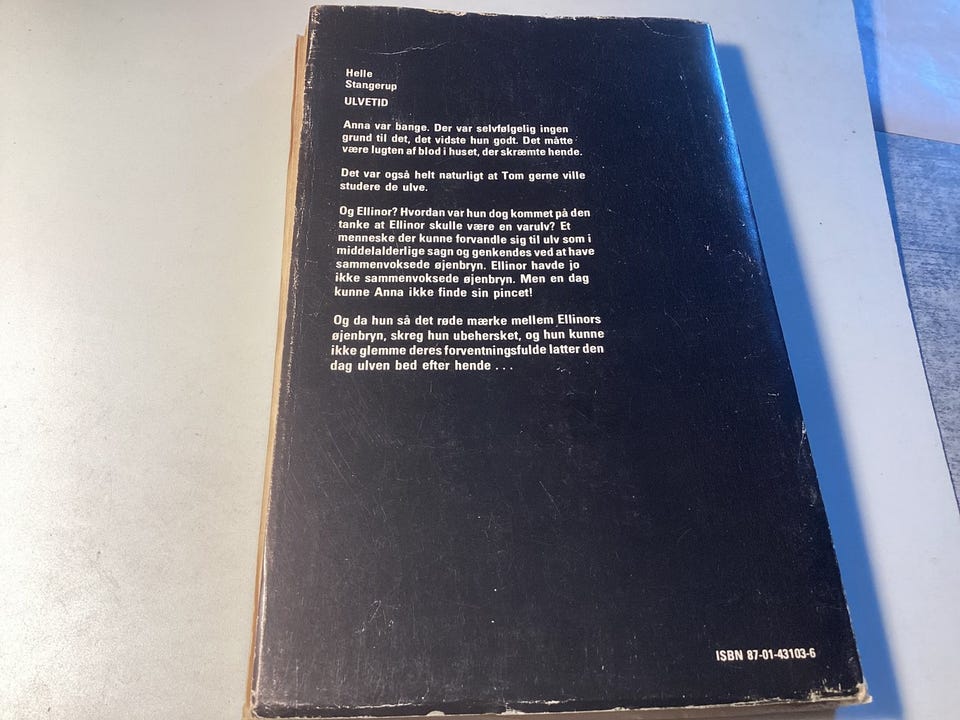 Helle
Stangerup
ULVETID
Anna var bange. Der var selvfølgelig ingen
grund til det, det vidste hun godt. Det måtte
være lugten af blod i huset, der skræmte hende.
Det var også helt naturligt at Tom gerne ville
studere de ulve.
Og Ellinor? Hvordan var hun dog kommet på den
tanke at Ellinor skulle være en varulv? Et
menneske der kunne forvandle sig til ulv som i
middelalderlige sagn og genkendes ved at have
sammenvoksede øjenbryn. Ellinor havde jo
ikke sammenvoksede øjenbryn. Men en dag
kunne Anna ikke finde sin pincet!
Og da hun så det røde mærke mellem Ellinors
øjenbryn, skreg hun ubehersket, og hun kunne
ikke glemme deres forventningsfulde latter den
dag ulven bed efter hende . . .
ISBN 87-01-43103-6